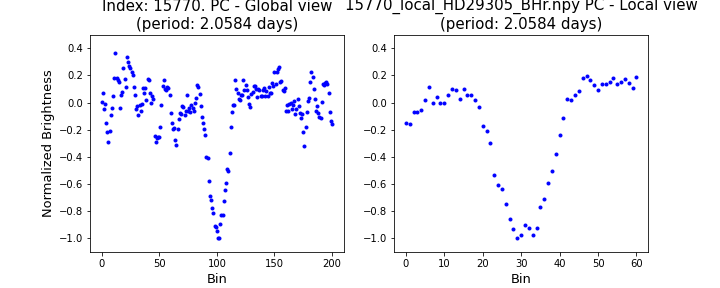 Index: 15770. PC - Global view
(period: 2.0584 days)
15770_local_HD29305_BHr.npy PC - Local view
(period: 2.0584 days)
Normalized Brightness
0.4
0.2
0.0
−0.2
−0.4
−0.6
−0.8
−1.0
0 50 100 150 200
Bin
0.4
0.2
0.0
−0.2
−0.4
−0.6
−0.8
−1.0
0 10 20 30 40 50 60
Bin